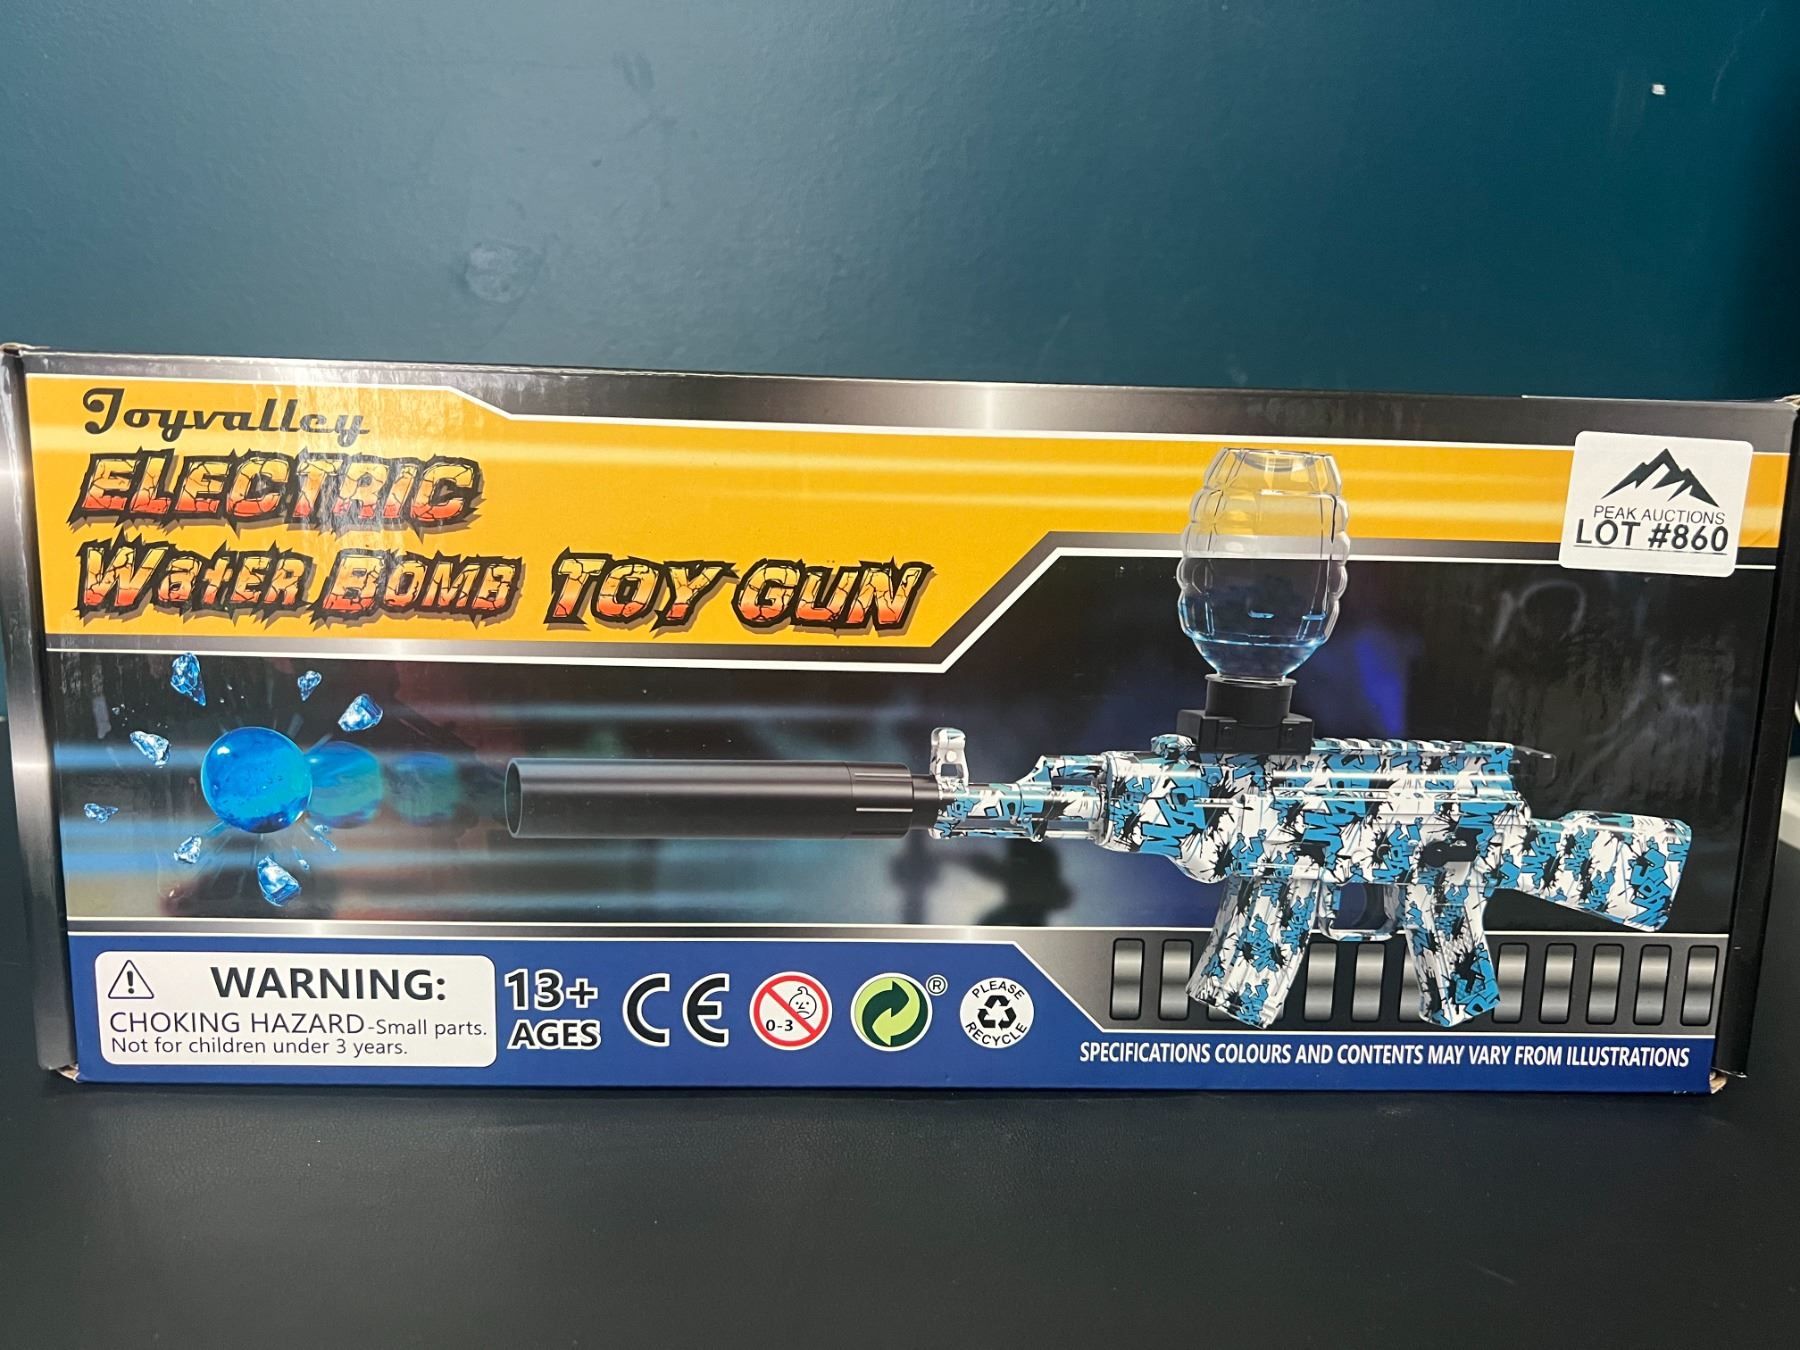 Joyvalley
ELECTRIC
WatER BOMB TOY GUN
PEAK AUCTIONS
LOT #860
WARNING:
CHOKING HAZARD-Small parts.
Not for children under 3 years.
13+
AGES
CE
0-3
®
PLEASE
RECYCLE
SPECIFICATIONS COLOURS AND CONTENTS MAY VARY FROM ILLUSTRATIONS